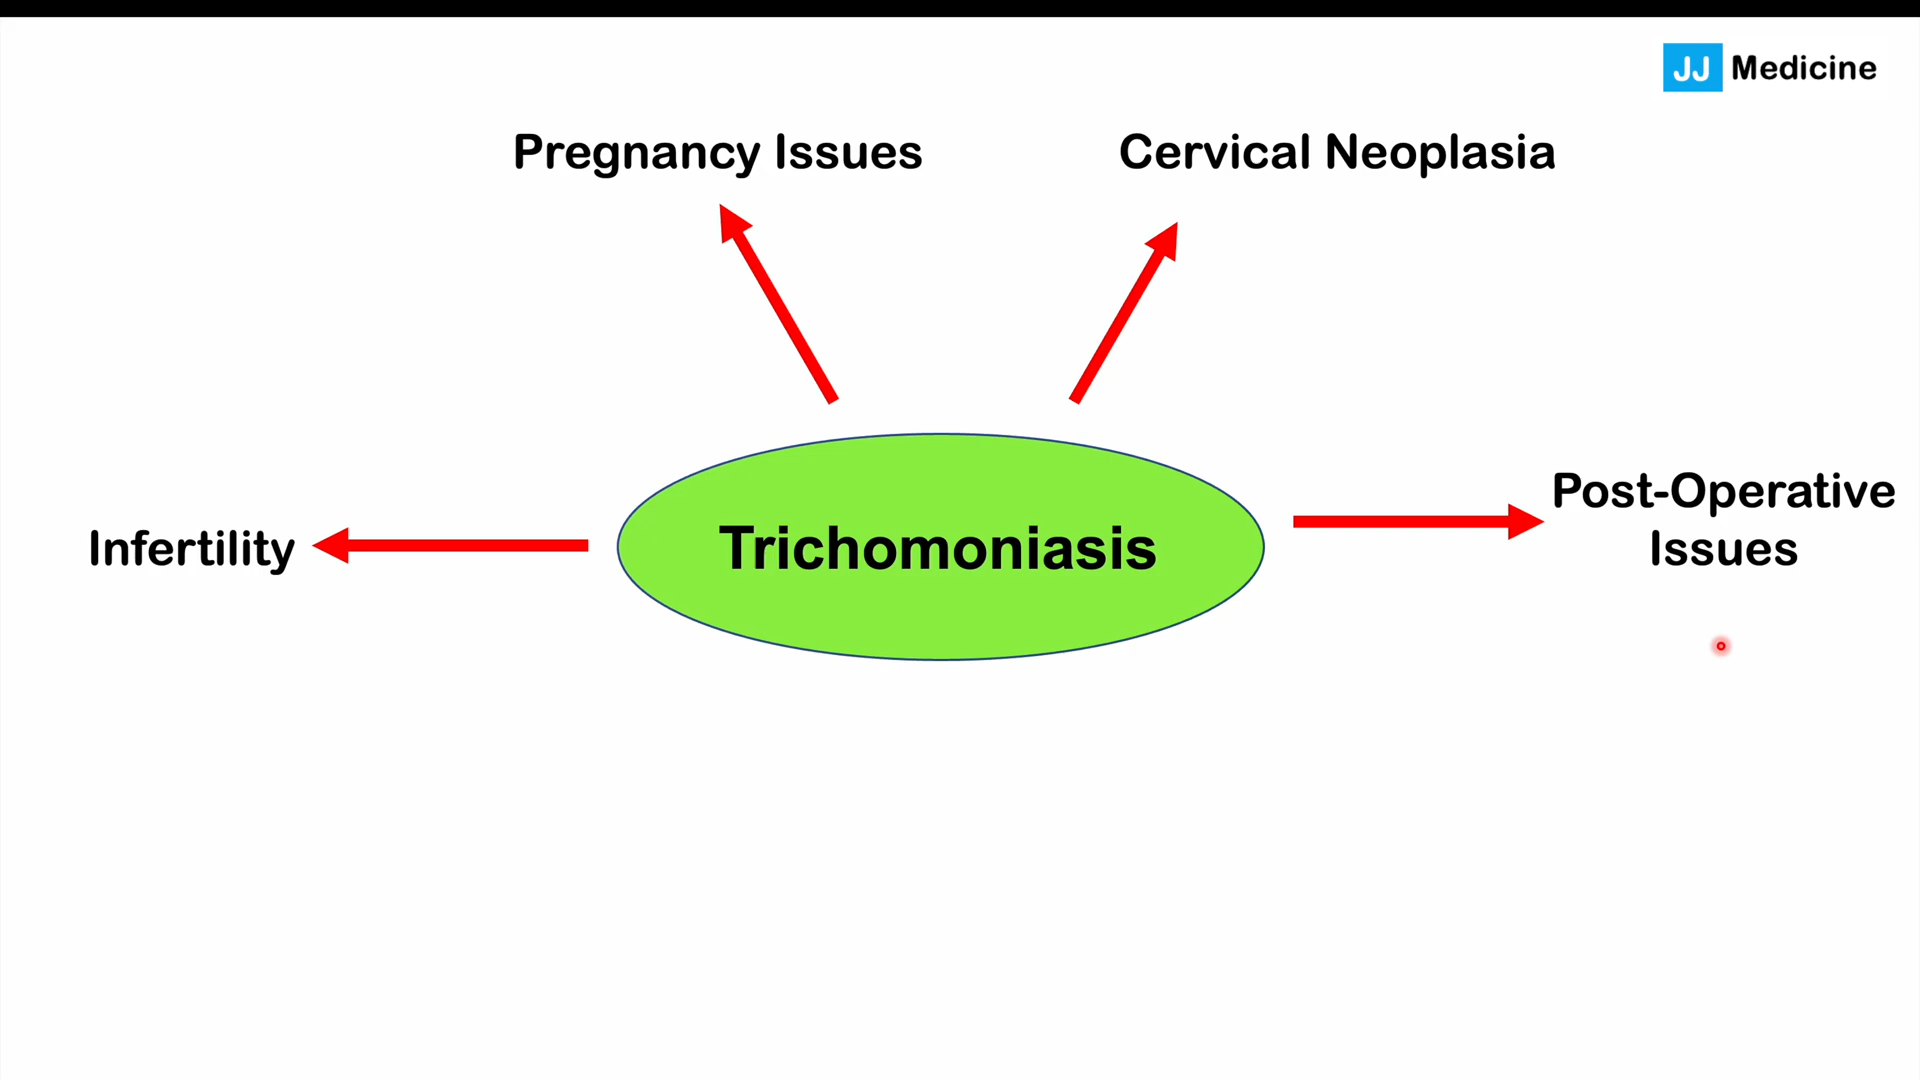 JJ Medicine
Pregnancy Issues
Cervical Neoplasia
Infertility
Trichomoniasis
Post-Operative
Issues